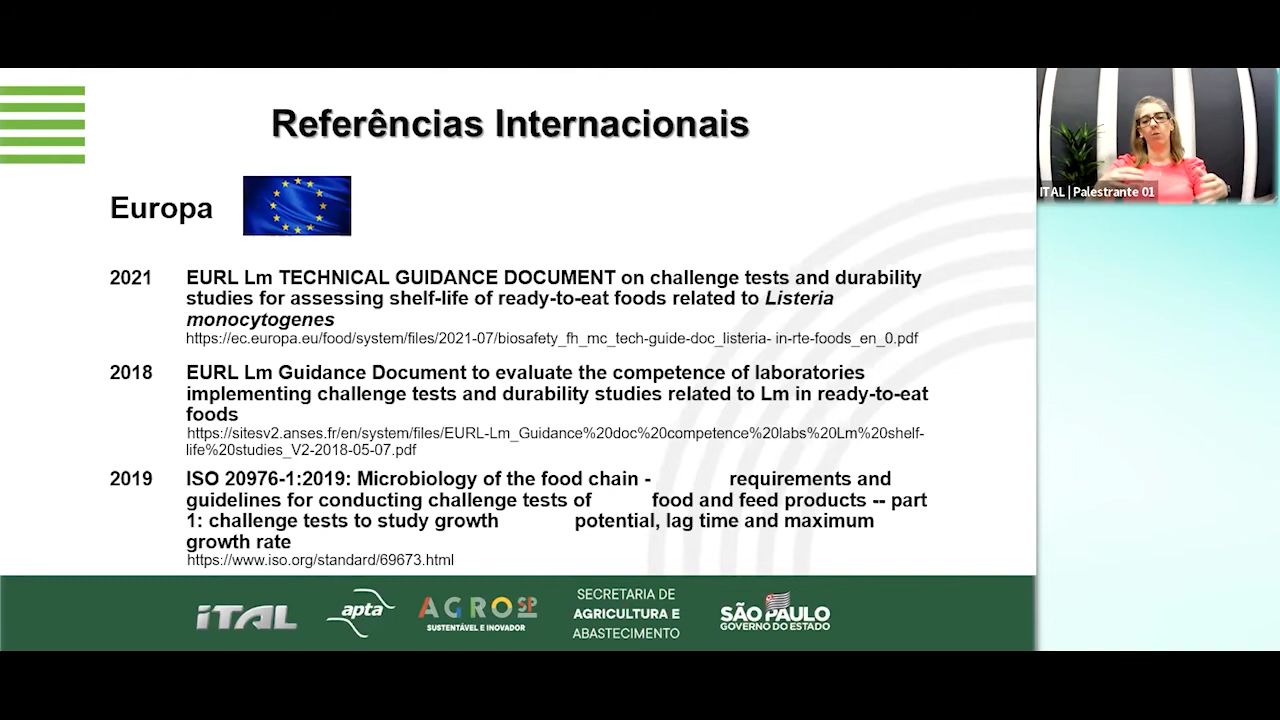 Referências Internacionais
ITAL | Palestrante 01
Europa
2021 EURL Lm TECHNICAL GUIDANCE DOCUMENT on challenge tests and durability
studies for assessing shelf-life of ready-to-eat foods related to Listeria
monocytogenes
https://ec.europa.eu/food/system/files/2021-07/biosafety_fh_mc_tech-guide-doc_listeria- in-rte-foods_en_0.pdf
2018 EURL Lm Guidance Document to evaluate the competence of laboratories
implementing challenge tests and durability studies related to Lm in ready-to-eat
foods
https://sitesv2.anses.fr/en/system/files/EURL-Lm_Guidance%20doc%20competence%20labs%20Lm%20shelf-
life%20studies_V2-2018-05-07.pdf
2019 ISO 20976-1:2019: Microbiology of the food chain - requirements and
guidelines for conducting challenge tests of food and feed products -- part
1: challenge tests to study growth potential, lag time and maximum
growth rate
https://www.iso.org/standard/69673.html
iTAL
apta
AGRO SP
SUSTENTÁVEL E INOVADOR
SECRETARIA DE
AGRICULTURA E
ABASTECIMENTO
SÃO PAULO
GOVERNO DO ESTADO